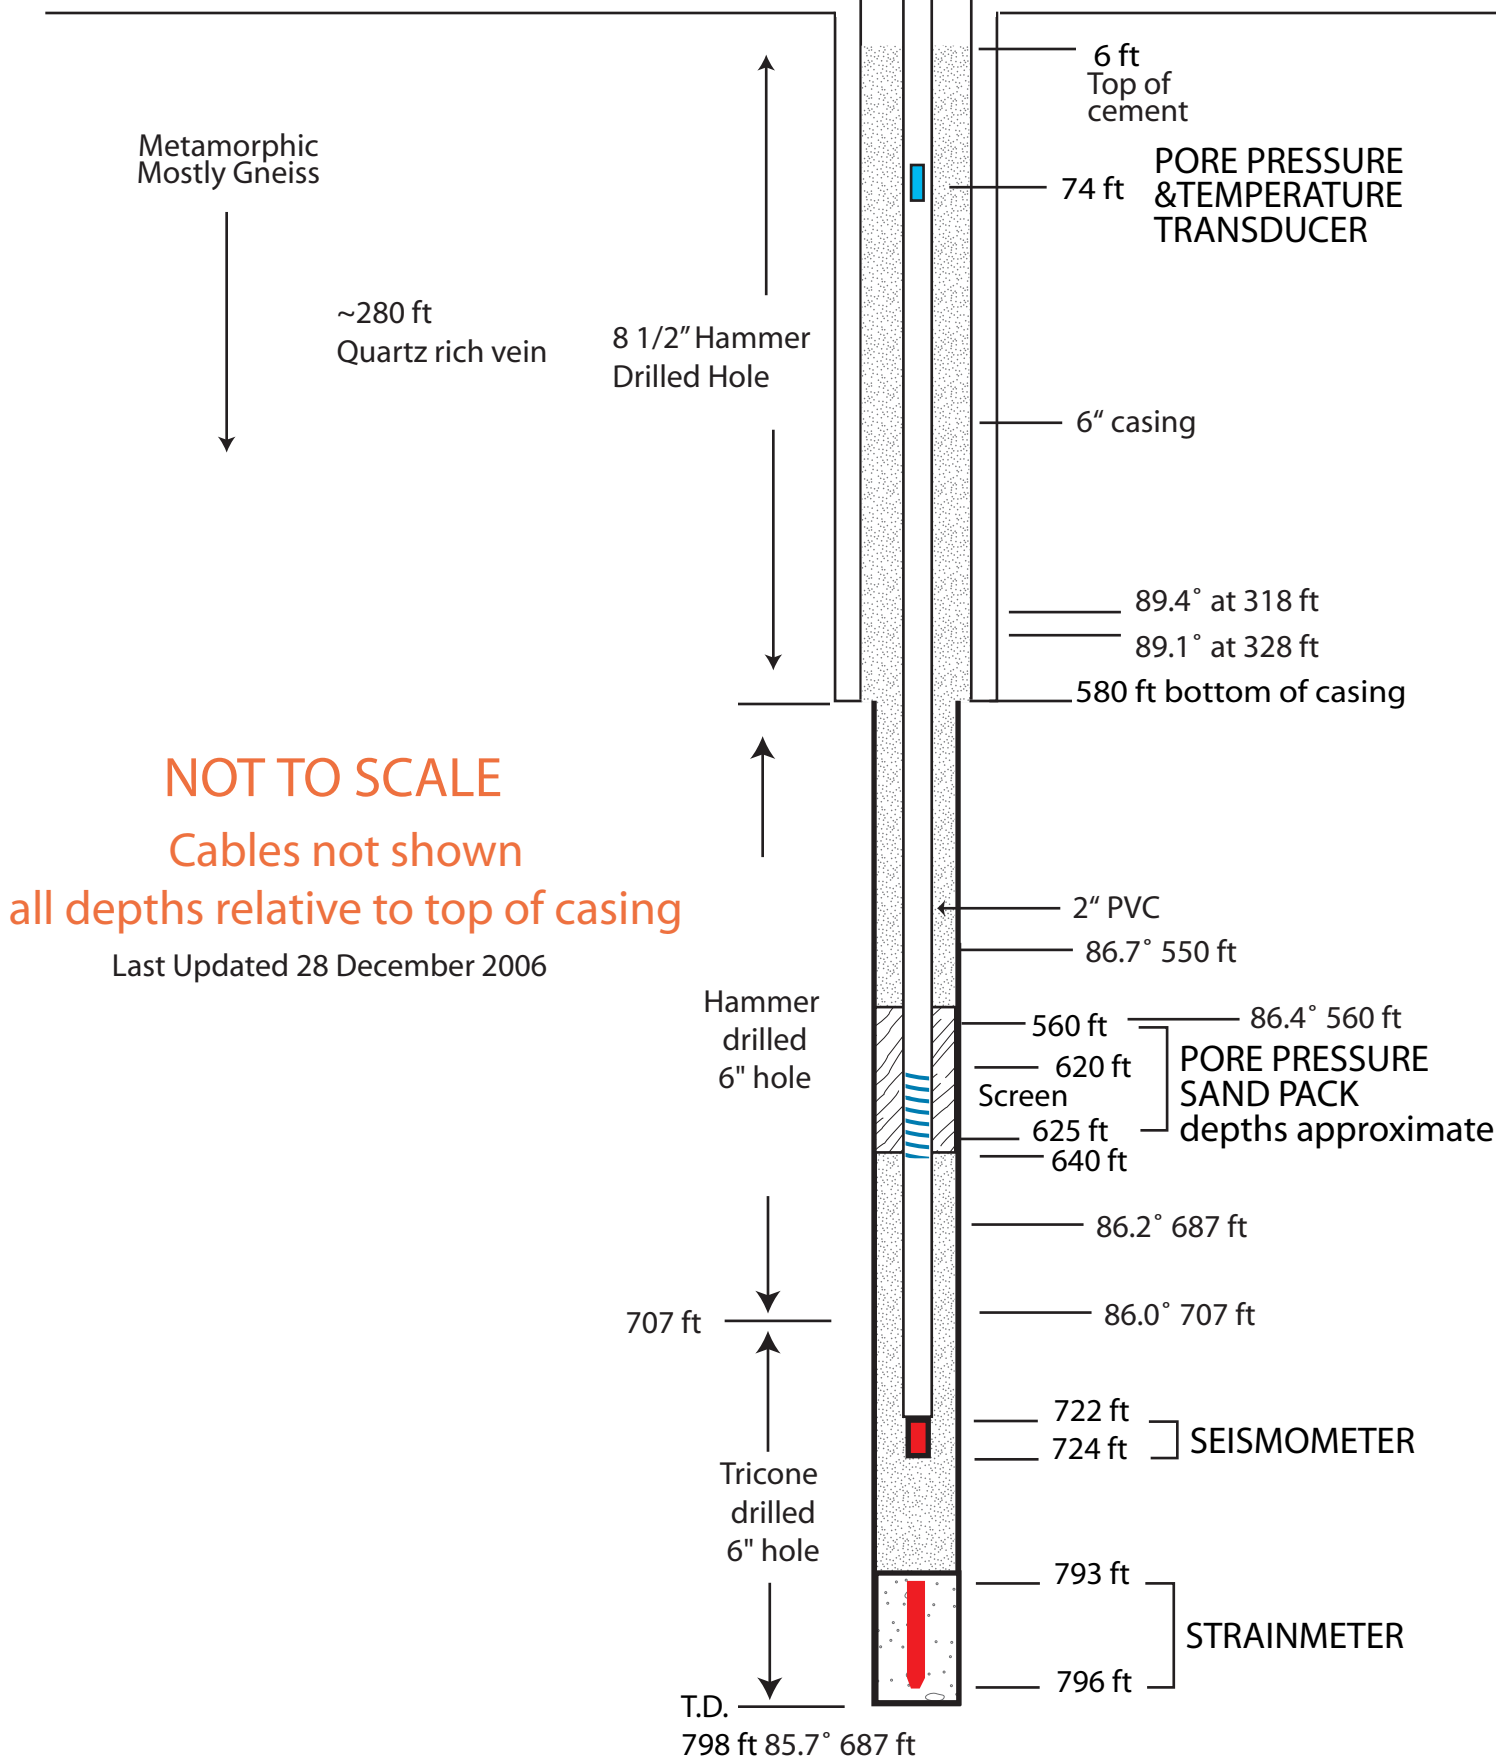 6 ft
Top of
cement
Metamorphic
Mostly Gneiss
74 ft
PORE PRESSURE
&TEMPERATURE
TRANSDUCER
~280 ft
Quartz rich vein
8 1/2” Hammer
Drilled Hole
6“ casing
89.4˚ at 318 ft
89.1˚ at 328 ft
580 ft bottom of casing
NOT TO SCALE
Cables not shown
all depths relative to top of casing
Last Updated 28 December 2006
2“ PVC
86.7˚ 550 ft
Hammer
drilled
6" hole
560 ft
86.4˚ 560 ft
620 ft
Screen
625 ft
640 ft
PORE PRESSURE
SAND PACK
depths approximate
86.2˚ 687 ft
707 ft
86.0˚ 707 ft
722 ft
724 ft
SEISMOMETER
Tricone
drilled
6" hole
793 ft
STRAINMETER
796 ft
T.D.
798 ft 85.7˚ 687 ft